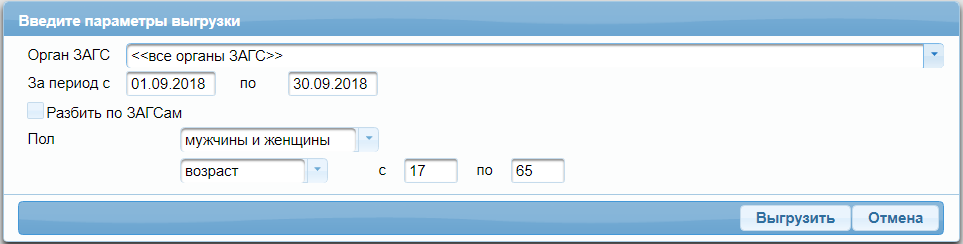 Введите параметры выгрузки
Орган ЗАГС <<все органы ЗАГС>>
За период с 01.09.2018 по 30.09.2018
Разбить по ЗАГСам
Пол мужчины и женщины
возраст с 17 по 65
Выгрузить Отмена